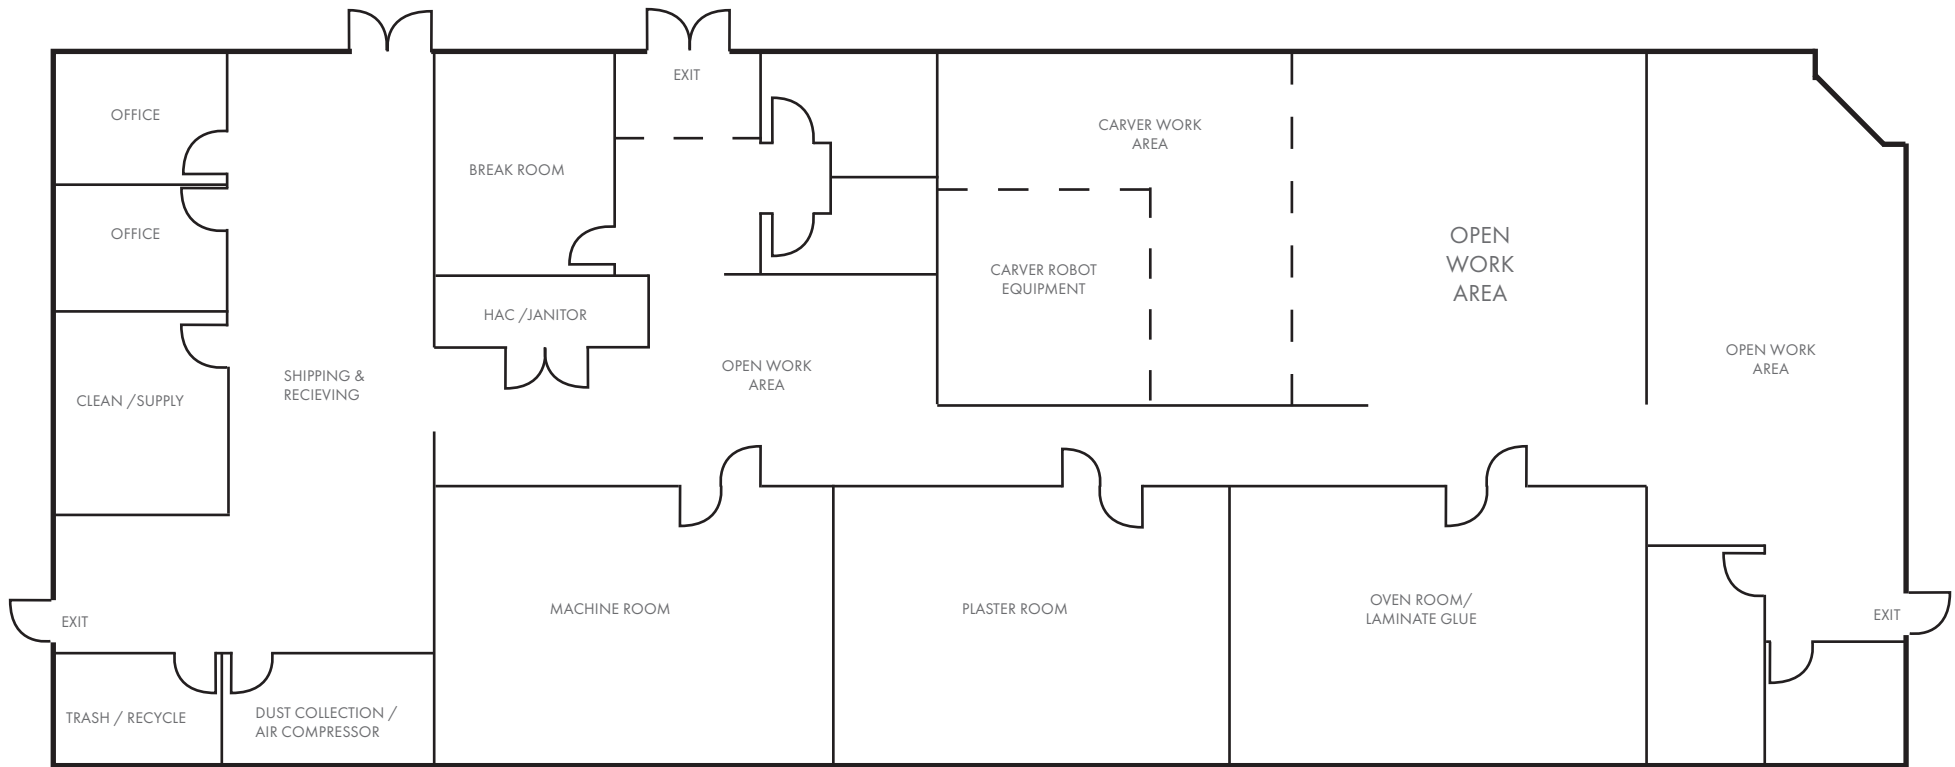 EXIT
OFFICE
CARVER WORK
AREA
BREAK ROOM
OFFICE
OPEN
WORK
AREA
CARVER ROBOT
EQUIPMENT
HAC /JANITOR
OPEN WORK
AREA
OPEN WORK
AREA
SHIPPING &
RECIEVING
CLEAN /SUPPLY
MACHINE ROOM
PLASTER ROOM
OVEN ROOM/
LAMINATE GLUE
EXIT
EXIT
TRASH / RECYCLE
DUST COLLECTION /
AIR COMPRESSOR